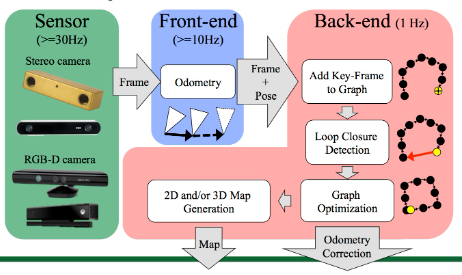 Sensor
(>=30Hz)
Stereo camera
RGB-D camera
Frame
Front-end
(>=10Hz)
Odometry
Frame
+
Pose
Back-end (1 Hz)
Add Key-Frame
to Graph
Loop Closure
Detection
Graph
Optimization
2D and/or 3D Map
Generation
Map
Odometry
Correction